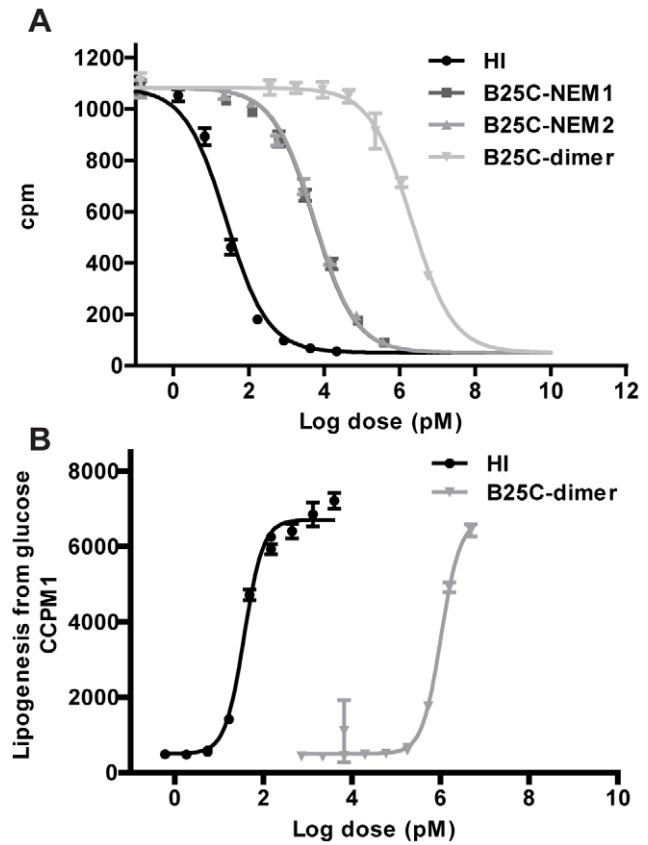 A
1200
1000
800
600
400
200
0
cpm
HI
B25C-NEM1
B25C-NEM2
B25C-dimer
0 2 4 6 8 10 12
Log dose (pM)
B
8000
6000
4000
2000
0
Lipogenesis from glucose
CCPM1
HI
B25C-dimer
0 2 4 6 8 10
Log dose (pM)